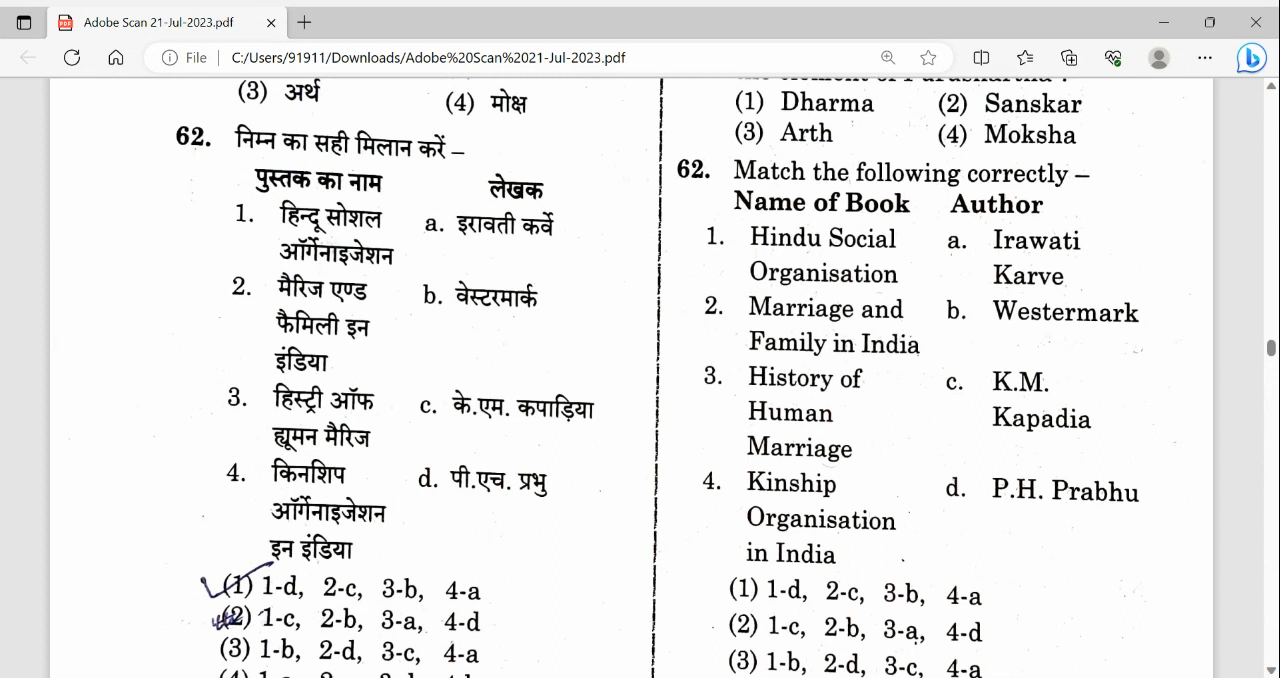 Adobe Scan 21-Jul-2023.pdf
File C:/Users/91911/Downloads/Adobe%20Scan%2021-Jul-2023.pdf
(3) अर्थ (4) मोक्ष
62. निम्न का सही मिलान करें –
पुस्तक का नाम लेखक
1. हिन्दू सोशल a. इरावती कर्वे
ऑर्गेनाइजेशन
2. मैरिज एण्ड b. वेस्टरमार्क
फैमिली इन
इंडिया
3. हिस्ट्री ऑफ c. के.एम. कपाड़िया
ह्यूमन मैरिज
4. किनशिप d. पी.एच. प्रभु
ऑर्गेनाइजेशन
इन इंडिया
(1) 1-d, 2-c, 3-b, 4-a
(2) 1-c, 2-b, 3-a, 4-d
(3) 1-b, 2-d, 3-c, 4-a
(1) Dharma (2) Sanskar
(3) Arth (4) Moksha
62. Match the following correctly –
Name of Book Author
1. Hindu Social a. Irawati
Organisation Karve
2. Marriage and b. Westermark
Family in India
3. History of c. K.M.
Human Kapadia
Marriage
4. Kinship d. P.H. Prabhu
Organisation
in India
(1) 1-d, 2-c, 3-b, 4-a
(2) 1-c, 2-b, 3-a, 4-d
(3) 1-b, 2-d, 3-c, 4-a